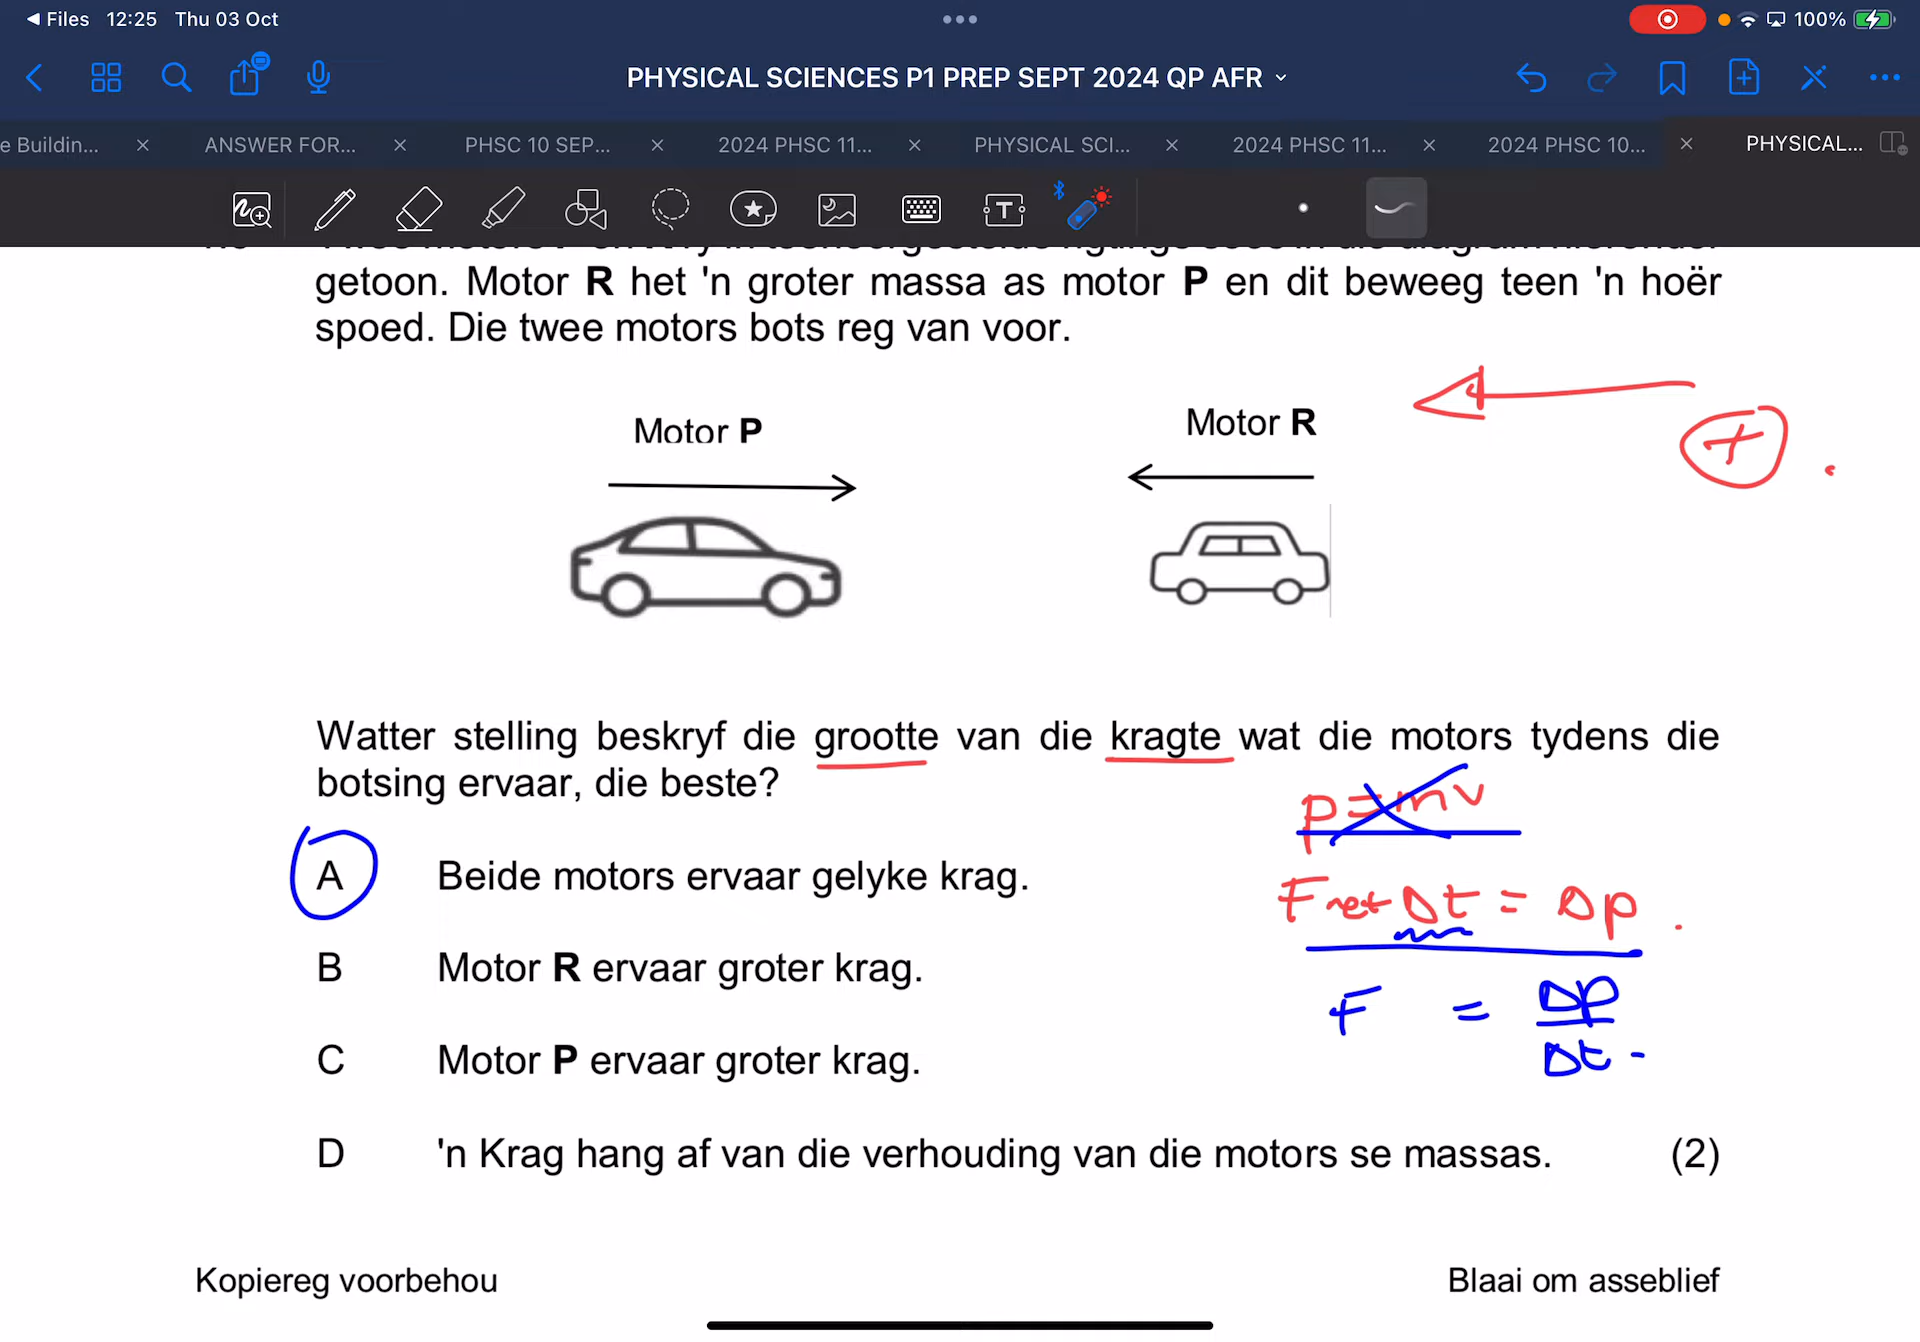 Files 12:25 Thu 03 Oct
100%
PHYSICAL SCIENCES P1 PREP SEPT 2024 QP AFR
e Buildin...
ANSWER FOR...
PHSC 10 SEP...
2024 PHSC 11...
PHYSICAL SCI...
2024 PHSC 11...
2024 PHSC 10...
PHYSICAL...
getoon. Motor R het 'n groter massa as motor P en dit beweeg teen 'n hoër
spoed. Die twee motors bots reg van voor.
Motor P
Motor R
+
Watter stelling beskryf die grootte van die kragte wat die motors tydens die
botsing ervaar, die beste?
p = mv
A Beide motors ervaar gelyke krag.
Fnet Δt = Δp
B Motor R ervaar groter krag.
F = Δp
Δt
C Motor P ervaar groter krag.
D 'n Krag hang af van die verhouding van die motors se massas. (2)
Kopiereg voorbehou
Blaai om asseblief